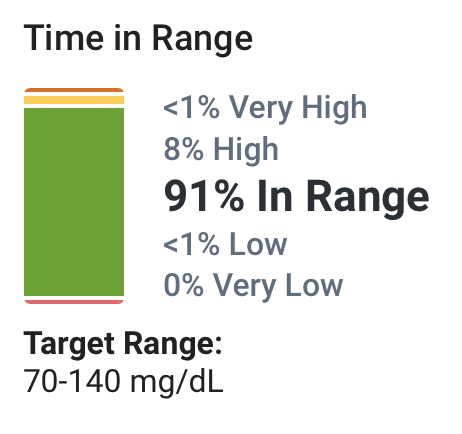 Time in Range
<1% Very High
8% High
91% In Range
<1% Low
0% Very Low
Target Range:
70-140 mg/dL